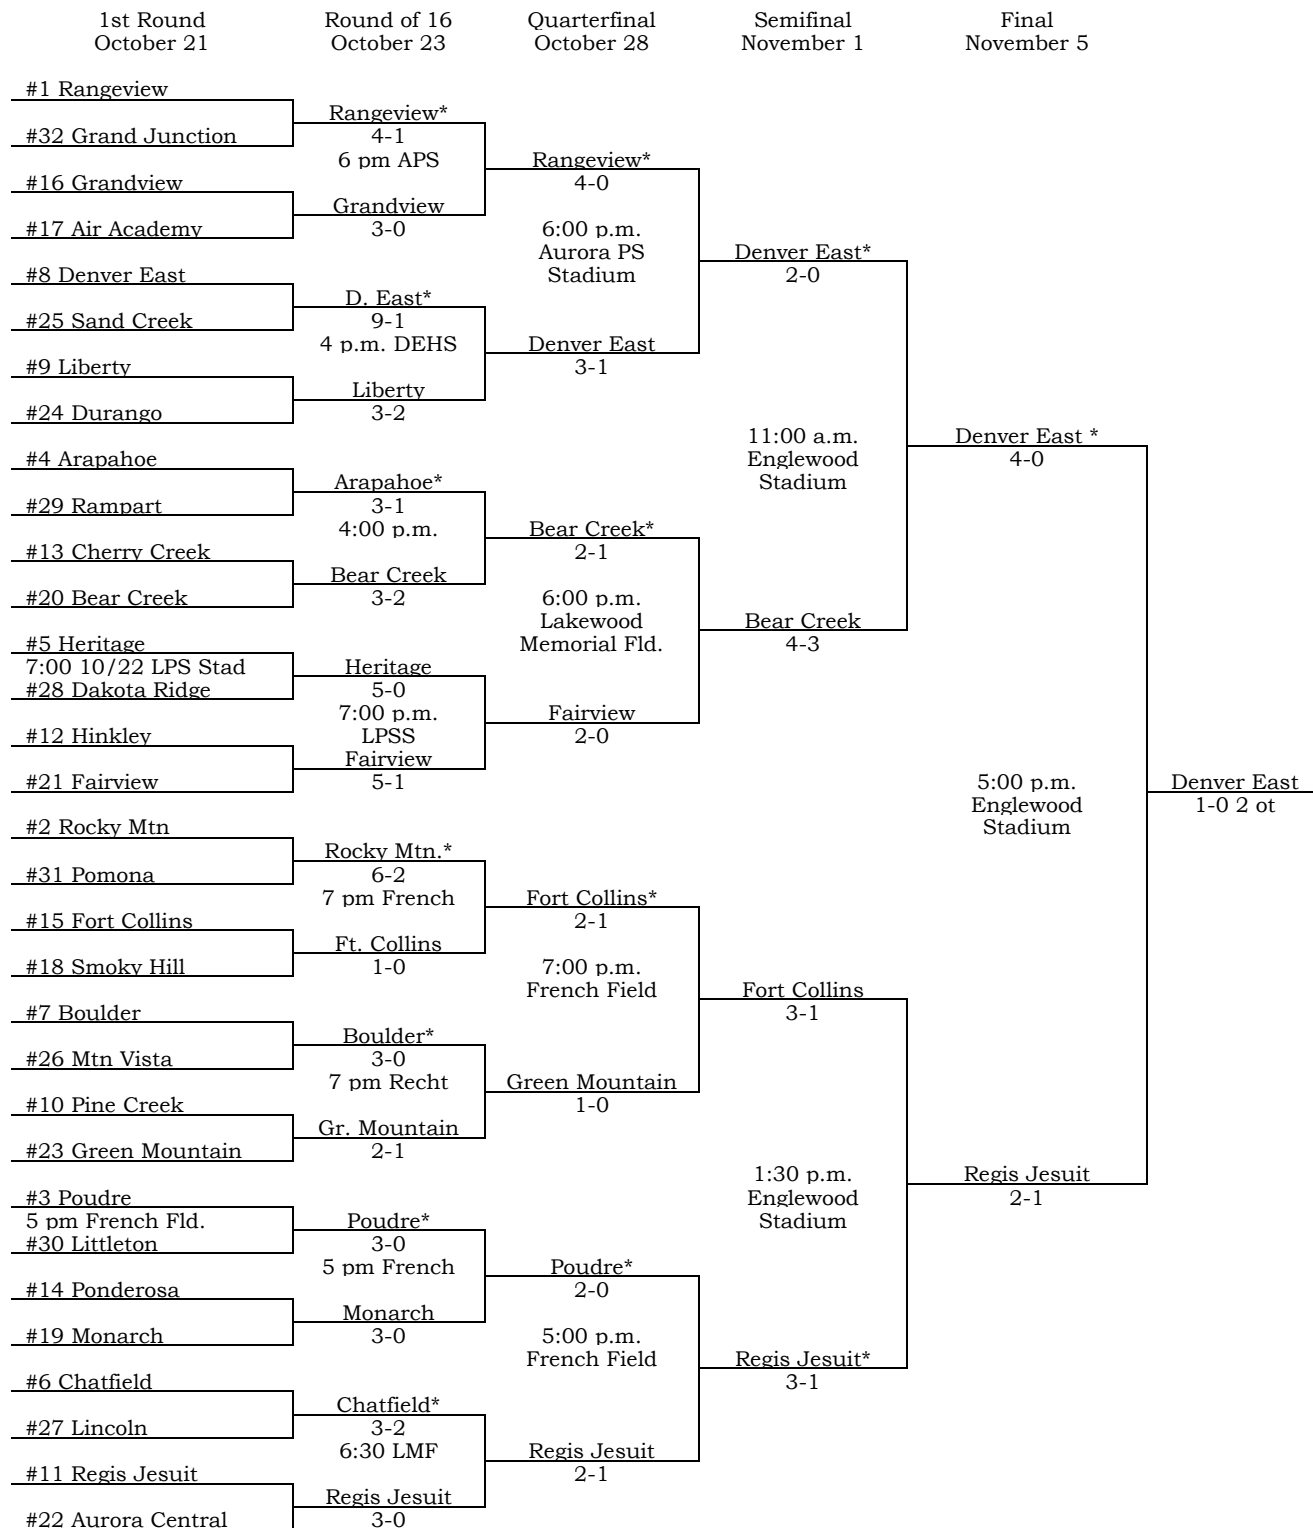 1st Round
October 21
Round of 16
October 23
Quarterfinal
October 28
Semifinal
November 1
Final
November 5
#1 Rangeview
#32 Grand Junction
#16 Grandview
#17 Air Academy
#8 Denver East
#25 Sand Creek
#9 Liberty
#24 Durango
#4 Arapahoe
#29 Rampart
#13 Cherry Creek
#20 Bear Creek
#5 Heritage
7:00 10/22 LPS Stad
#28 Dakota Ridge
#12 Hinkley
#21 Fairview
#2 Rocky Mtn
#31 Pomona
#15 Fort Collins
#18 Smoky Hill
#7 Boulder
#26 Mtn Vista
#10 Pine Creek
#23 Green Mountain
#3 Poudre
5 pm French Fld.
#30 Littleton
#14 Ponderosa
#19 Monarch
#6 Chatfield
#27 Lincoln
#11 Regis Jesuit
#22 Aurora Central
Rangeview*
4-1
6 pm APS
Grandview
3-0
D. East*
9-1
4 p.m. DEHS
Liberty
3-2
Arapahoe*
3-1
4:00 p.m.
Bear Creek
3-2
Heritage
5-0
7:00 p.m.
LPSS
Fairview
5-1
Rocky Mtn.*
6-2
7 pm French
Ft. Collins
1-0
Boulder*
3-0
7 pm Recht
Gr. Mountain
2-1
Poudre*
3-0
5 pm French
Monarch
3-0
Chatfield*
3-2
6:30 LMF
Regis Jesuit
3-0
Rangeview*
4-0
6:00 p.m.
Aurora PS
Stadium
Denver East
3-1
Bear Creek*
2-1
6:00 p.m.
Lakewood
Memorial Fld.
Fairview
2-0
Fort Collins*
2-1
7:00 p.m.
French Field
Green Mountain
1-0
Poudre*
2-0
5:00 p.m.
French Field
Regis Jesuit
2-1
Denver East*
2-0
11:00 a.m.
Englewood
Stadium
Bear Creek
4-3
Fort Collins
3-1
1:30 p.m.
Englewood
Stadium
Regis Jesuit*
3-1
Denver East *
4-0
5:00 p.m.
Englewood
Stadium
Regis Jesuit
2-1
Denver East
1-0 2 ot